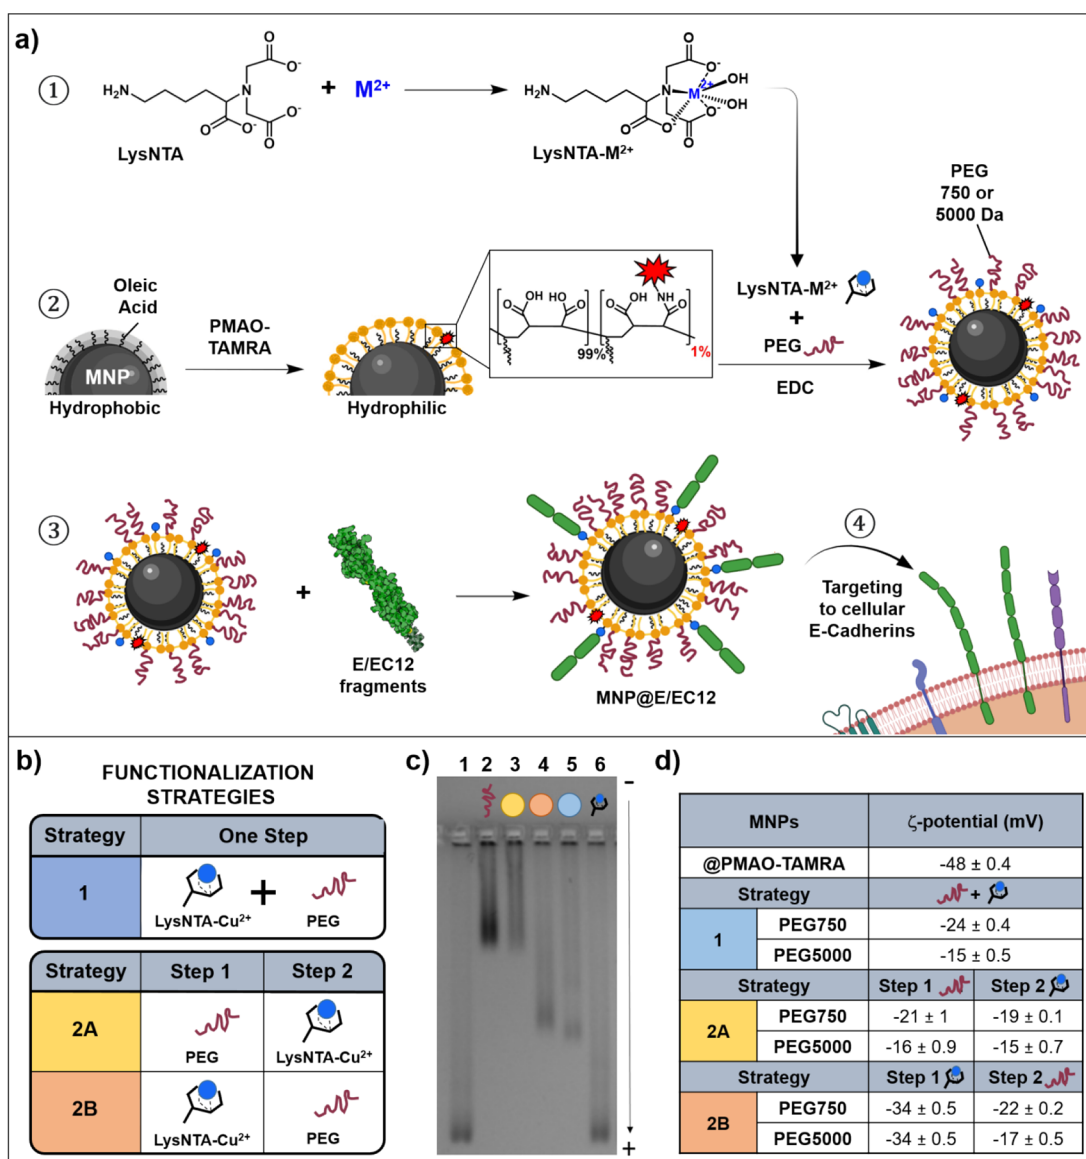 a)
①
H₂N
N
O
O⁻
O
O⁻
O
O⁻
LysNTA
+
M²⁺
H₂N
N
M²⁺
O
O⁻
OH
OH
O
O⁻
O
O⁻
LysNTA-M²⁺
②
Oleic
Acid
MNP
Hydrophobic
PMAO-
TAMRA
Hydrophilic
O
OH
HO
O
99%
O
OH
NH
O
1%
LysNTA-M²⁺
+
PEG
EDC
PEG
750 or
5000 Da
③
+
E/EC12
fragments
MNP@E/EC12
④
Targeting
to cellular
E-Cadherins
b)
FUNCTIONALIZATION
STRATEGIES
Strategy One Step
1 LysNTA-Cu²⁺ + PEG
Strategy Step 1 Step 2
2A PEG LysNTA-Cu²⁺
2B LysNTA-Cu²⁺ PEG
c)
1 2 3 4 5 6
-
+
d)
MNPs ζ-potential (mV)
@PMAO-TAMRA -48 ± 0.4
Strategy +
1 PEG750 -24 ± 0.4
PEG5000 -15 ± 0.5
Strategy Step 1 Step 2
2A PEG750 -21 ± 1 -19 ± 0.1
PEG5000 -16 ± 0.9 -15 ± 0.7
Strategy Step 1 Step 2
2B PEG750 -34 ± 0.5 -22 ± 0.2
PEG5000 -34 ± 0.5 -17 ± 0.5